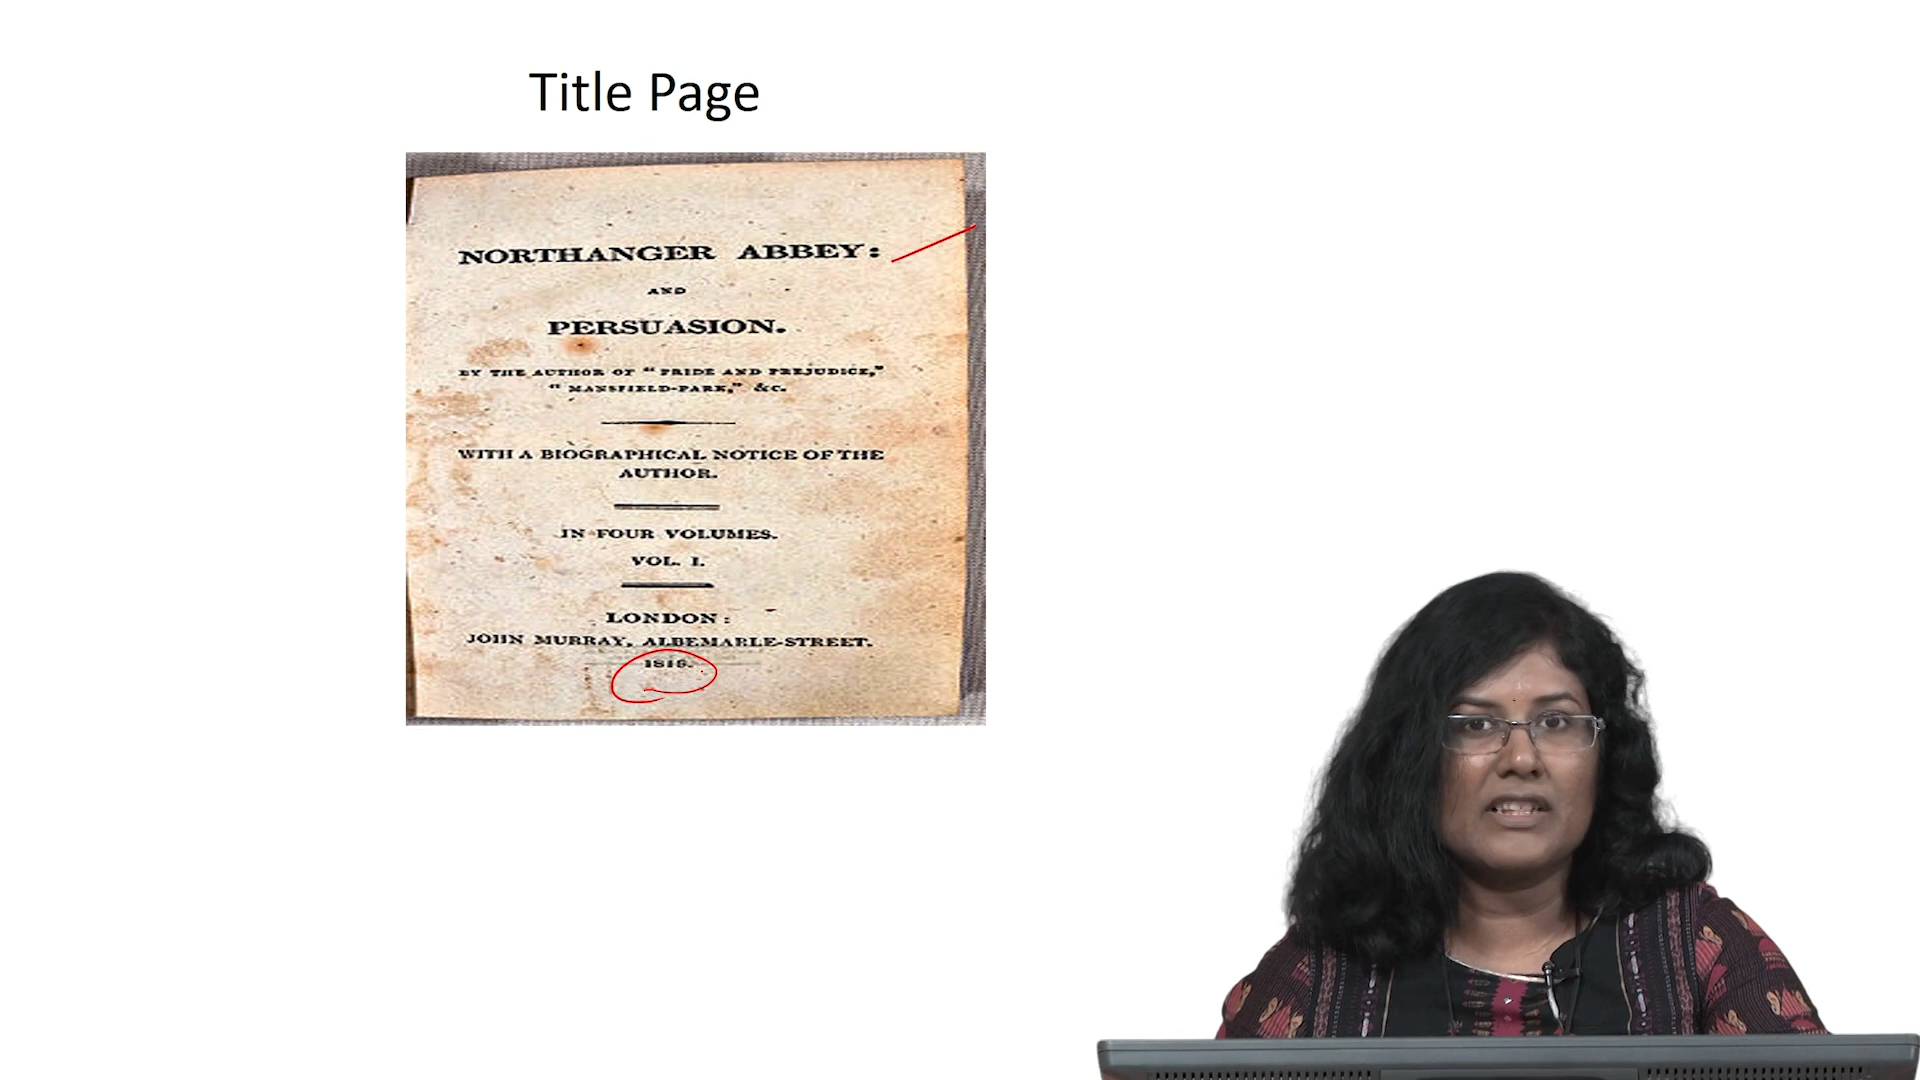 Title Page
NORTHANGER ABBEY:
AND
PERSUASION.
BY THE AUTHOR OF “PRIDE AND PREJUDICE,”
“MANSFIELD-PARK,” &c.
WITH A BIOGRAPHICAL NOTICE OF THE
AUTHOR.
IN FOUR VOLUMES.
VOL. I.
LONDON:
JOHN MURRAY, ALBEMARLE-STREET.